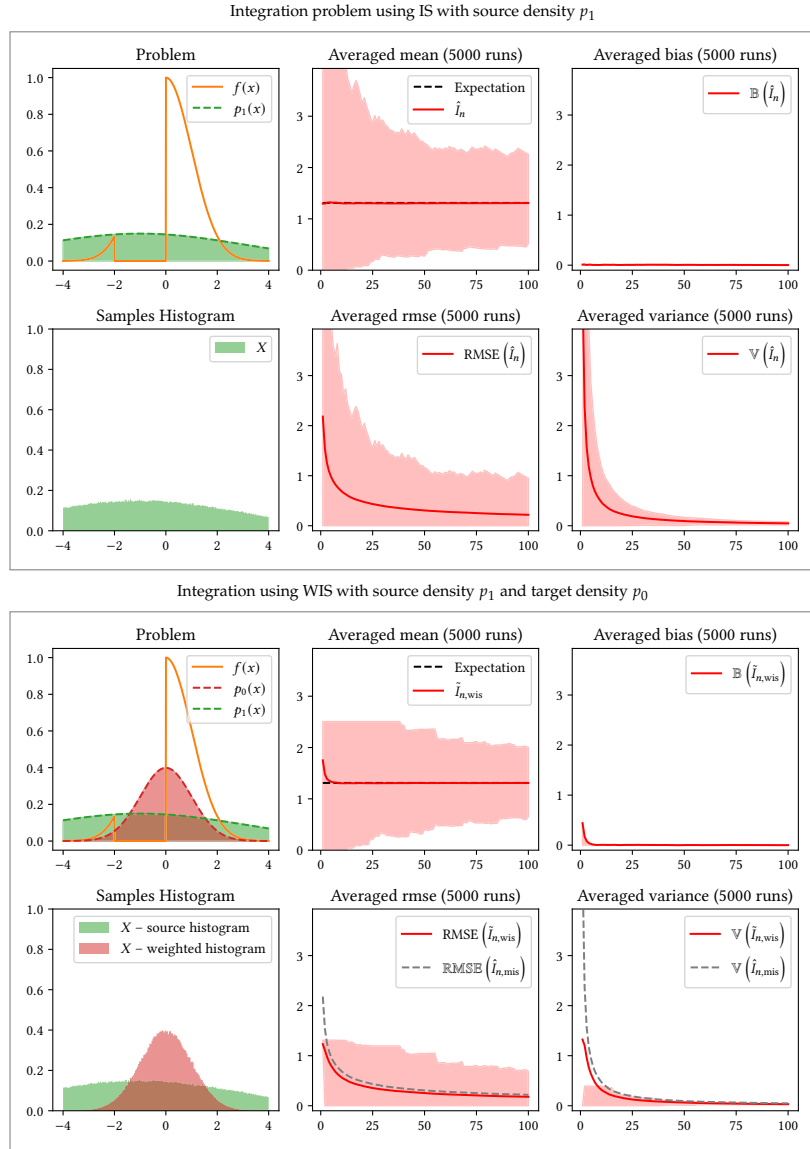 Integration problem using IS with source density p₁
Problem
Averaged mean (5000 runs)
Averaged bias (5000 runs)
1.0
0.8
0.6
0.4
0.2
0.0
−4 −2 0 2 4
f(x)
p₁(x)
3
2
1
0
0 25 50 75 100
Expectation
Îₙ
3
2
1
0
0 25 50 75 100
𝔹(Îₙ)
Samples Histogram
Averaged rmse (5000 runs)
Averaged variance (5000 runs)
1.0
0.8
0.6
0.4
0.2
0.0
−4 −2 0 2 4
X
3
2
1
0
0 25 50 75 100
RMSE(Îₙ)
3
2
1
0
0 25 50 75 100
𝕍(Îₙ)
Integration using WIS with source density p₁ and target density p₀
Problem
Averaged mean (5000 runs)
Averaged bias (5000 runs)
1.0
0.8
0.6
0.4
0.2
0.0
−4 −2 0 2 4
f(x)
p₀(x)
p₁(x)
3
2
1
0
0 25 50 75 100
Expectation
Ĩn,wis
3
2
1
0
0 25 50 75 100
𝔹(Ĩn,wis)
Samples Histogram
Averaged rmse (5000 runs)
Averaged variance (5000 runs)
1.0
0.8
0.6
0.4
0.2
0.0
−4 −2 0 2 4
X − source histogram
X − weighted histogram
3
2
1
0
0 25 50 75 100
RMSE(Ĩn,wis)
ℝ𝕄𝕊𝔼(În,mis)
3
2
1
0
0 25 50 75 100
𝕍(Ĩn,wis)
𝕍(În,mis)